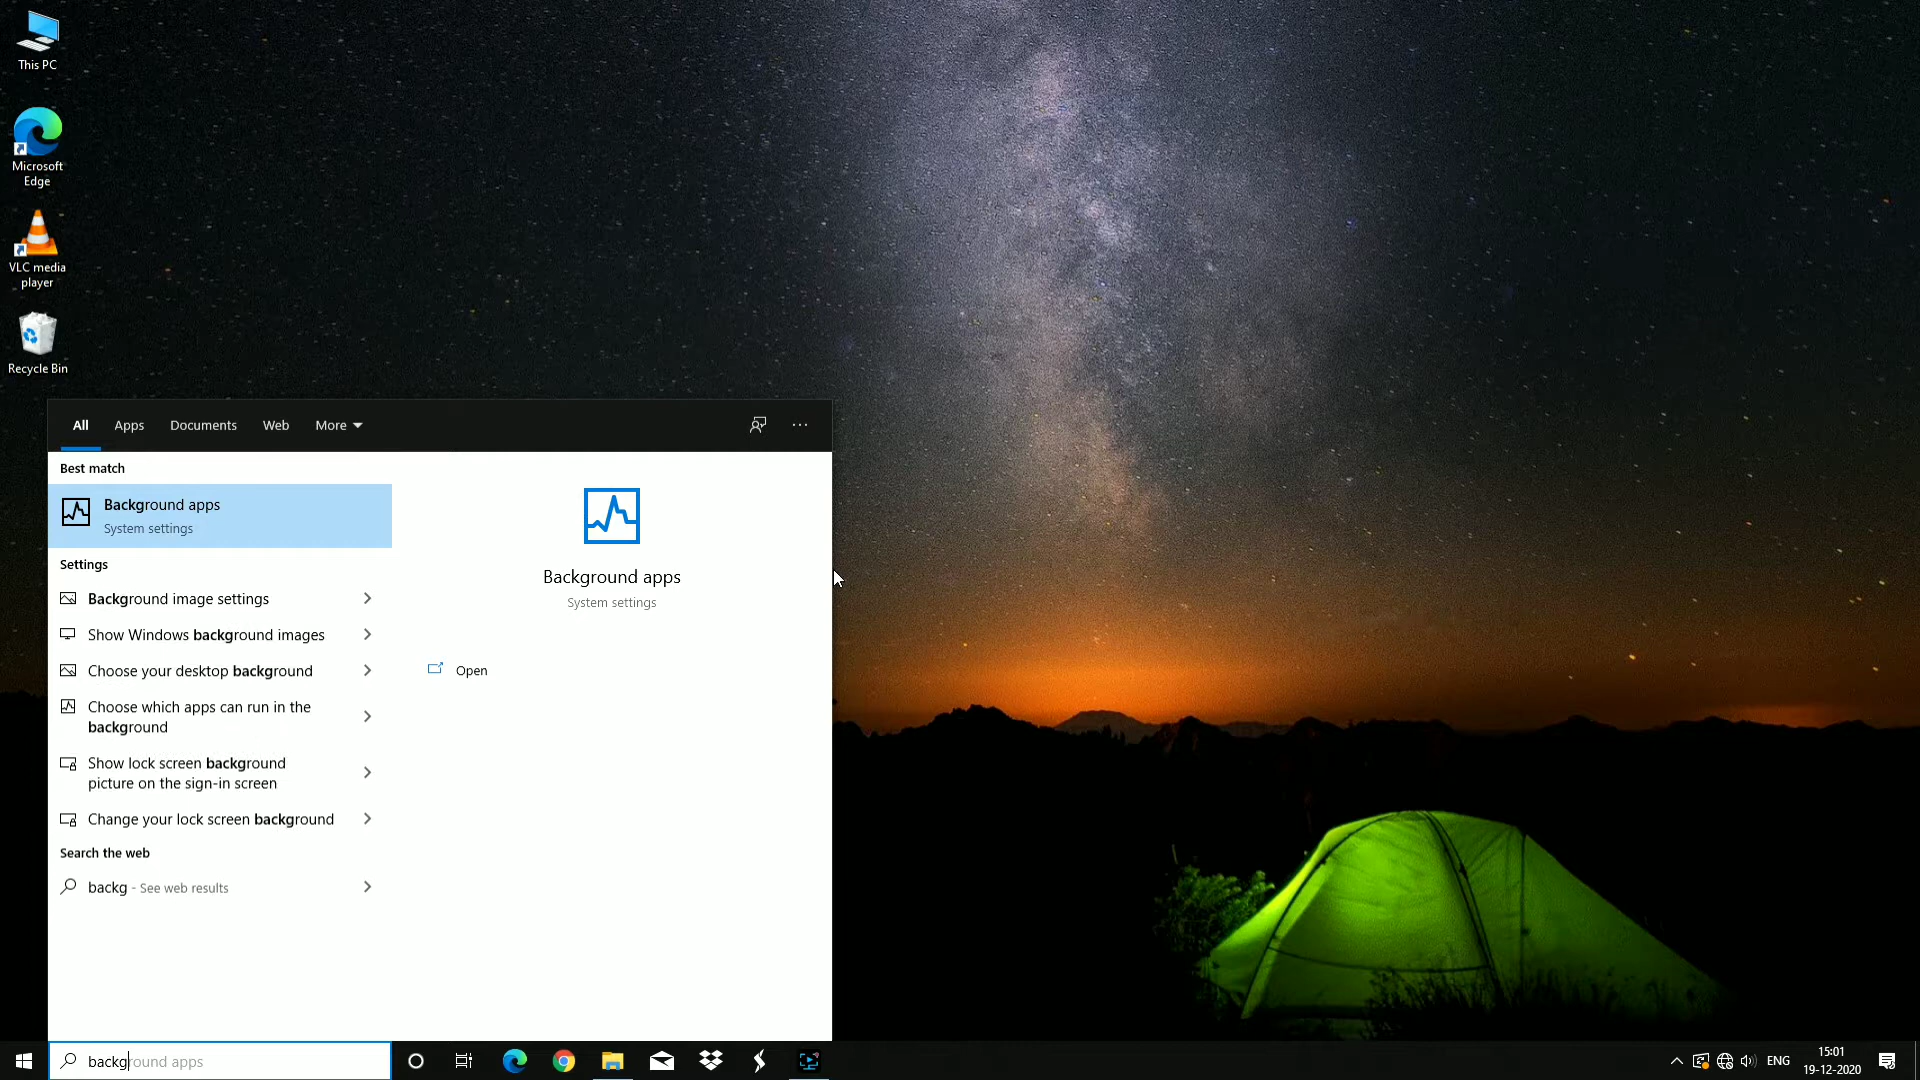 This PC
Microsoft
Edge
VLC media
player
Recycle Bin
All Apps Documents Web More
Best match
Background apps
System settings
Settings
Background image settings
Show Windows background images
Choose your desktop background
Choose which apps can run in the
background
Show lock screen background
picture on the sign-in screen
Change your lock screen background
Search the web
backg - See web results
Background apps
System settings
Open
background apps
ENG
15:01
19-12-2020